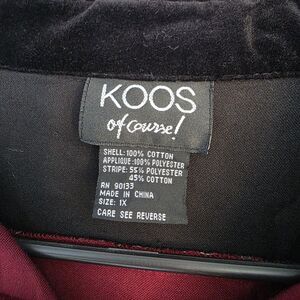 KOOS
of course!
SHELL: 100% COTTON
APPLIQUE: 100% POLYESTER
STRIPE: 55% POLYESTER
45% COTTON
RN 90133
MADE IN CHINA
SIZE: 1X
CARE SEE REVERSE